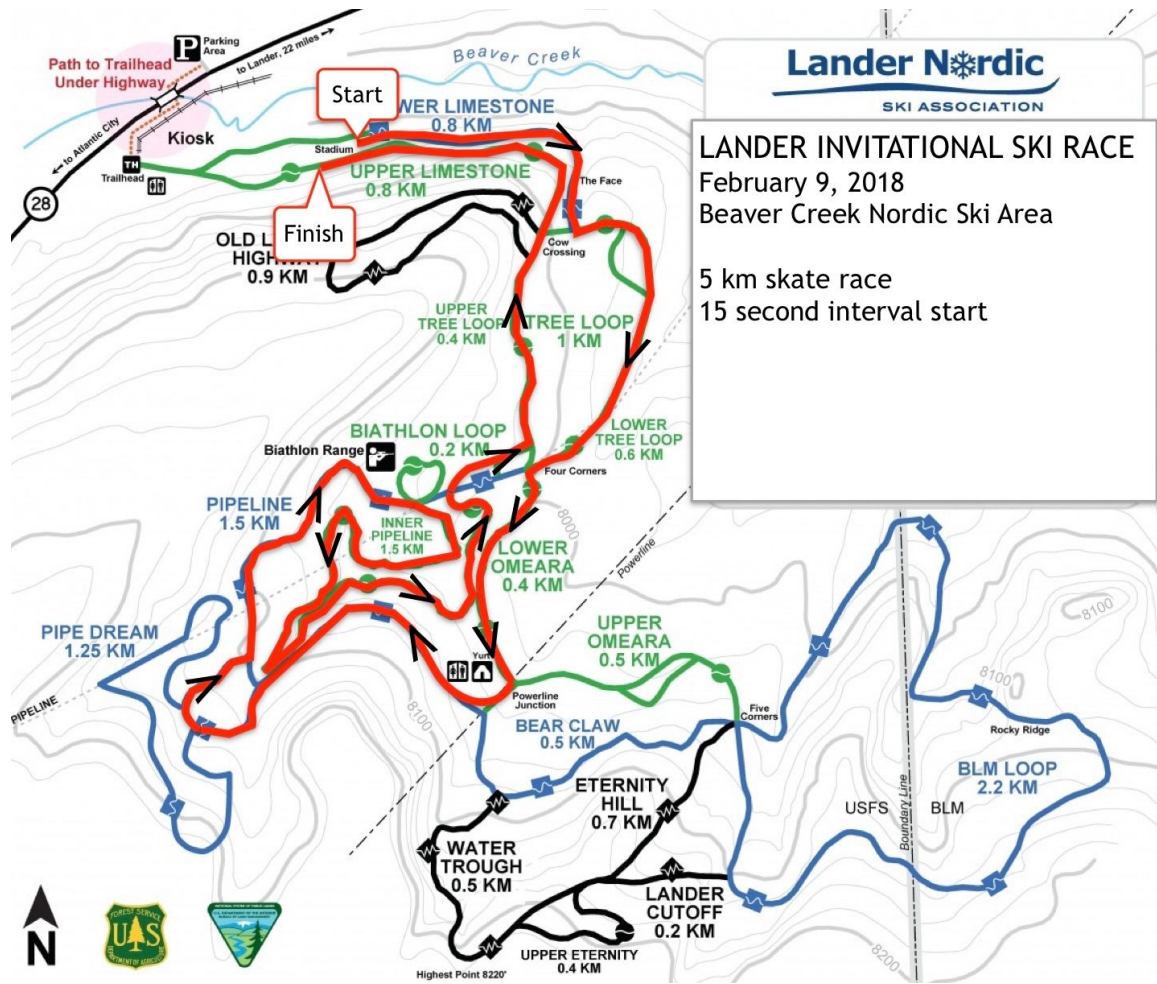 Parking
Area
P
to Lander, 22 miles
Path to Trailhead
Under Highway
Beaver Creek
Start
Lander Nordic
SKI ASSOCIATION
Kiosk
to Atlantic City
TH
Trailhead
28
Stadium
WER LIMESTONE
0.8 KM
UPPER LIMESTONE
0.8 KM
The Face
Finish
OLD L
HIGHWAY
0.9 KM
Cow
Crossing
LANDER INVITATIONAL SKI RACE
February 9, 2018
Beaver Creek Nordic Ski Area
5 km skate race
15 second interval start
UPPER
TREE LOOP
0.4 KM
TREE LOOP
1 KM
LOWER
TREE LOOP
0.6 KM
BIATHLON LOOP
0.2 KM
Biathlon Range
Four Corners
PIPELINE
1.5 KM
INNER
PIPELINE
1.5 KM
8000
LOWER
OMEARA
0.4 KM
Powerline
PIPE DREAM
1.25 KM
UPPER
OMEARA
0.5 KM
8100
Yurt
8100
PIPELINE
8100
Powerline
Junction
Five
Corners
BEAR CLAW
0.5 KM
Rocky Ridge
ETERNITY
HILL
0.7 KM
BLM LOOP
2.2 KM
USFS
Boundary Line
BLM
WATER
TROUGH
0.5 KM
LANDER
CUTOFF
0.2 KM
UPPER ETERNITY
0.4 KM
Highest Point 8220'
8200
N
FOREST SERVICE
US
DEPARTMENT OF AGRICULTURE